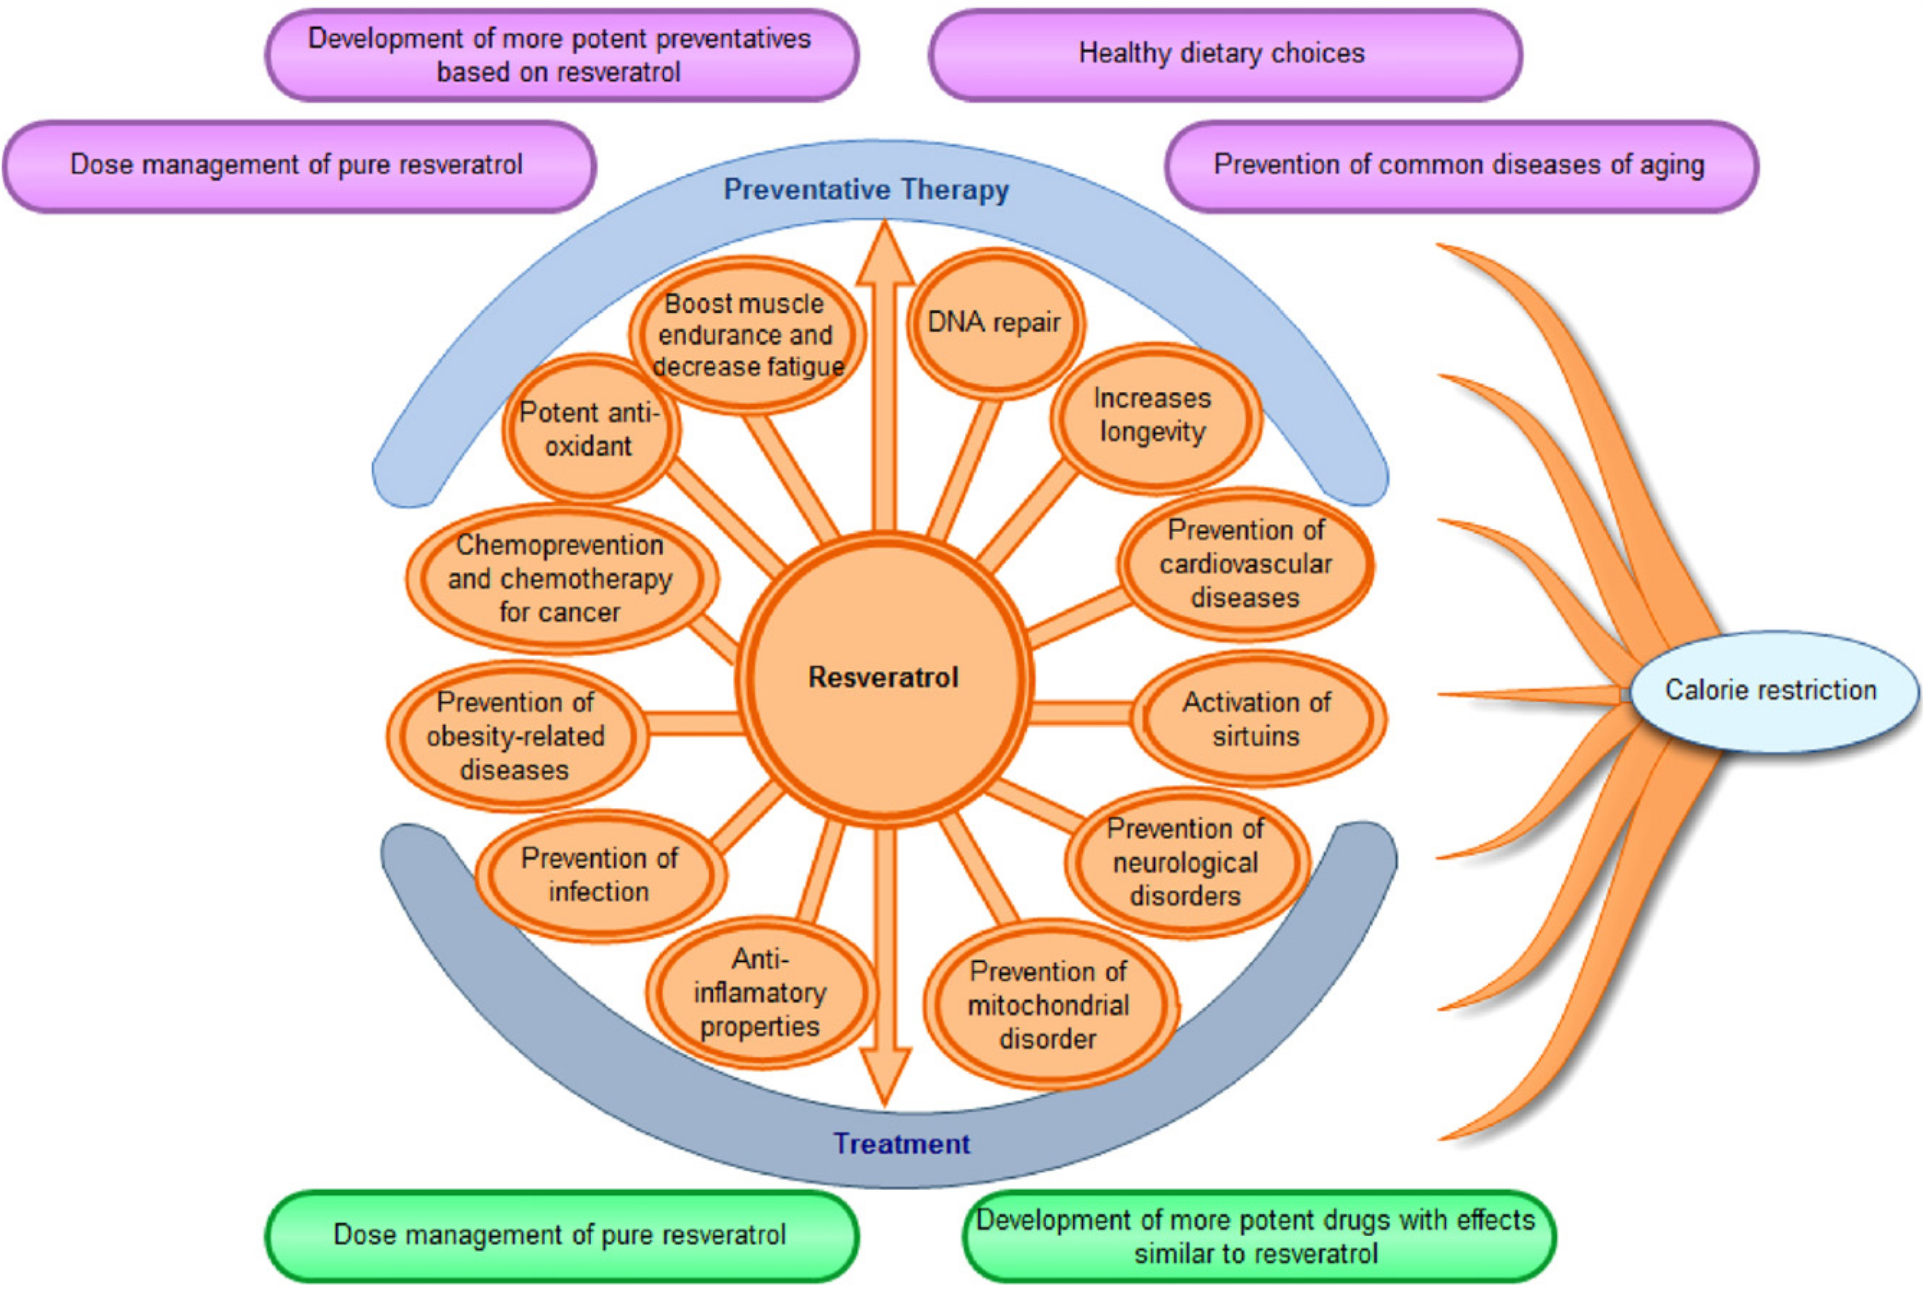 Development of more potent preventatives
based on resveratrol
Healthy dietary choices
Dose management of pure resveratrol
Prevention of common diseases of aging
Preventative Therapy
Boost muscle
endurance and
decrease fatigue
DNA repair
Potent anti-
oxidant
Increases
longevity
Chemoprevention
and chemotherapy
for cancer
Prevention of
cardiovascular
diseases
Resveratrol
Prevention of
obesity-related
diseases
Activation of
sirtuins
Calorie restriction
Prevention of
infection
Prevention of
neurological
disorders
Anti-
inflamatory
properties
Prevention of
mitochondrial
disorder
Treatment
Dose management of pure resveratrol
Development of more potent drugs with effects
similar to resveratrol